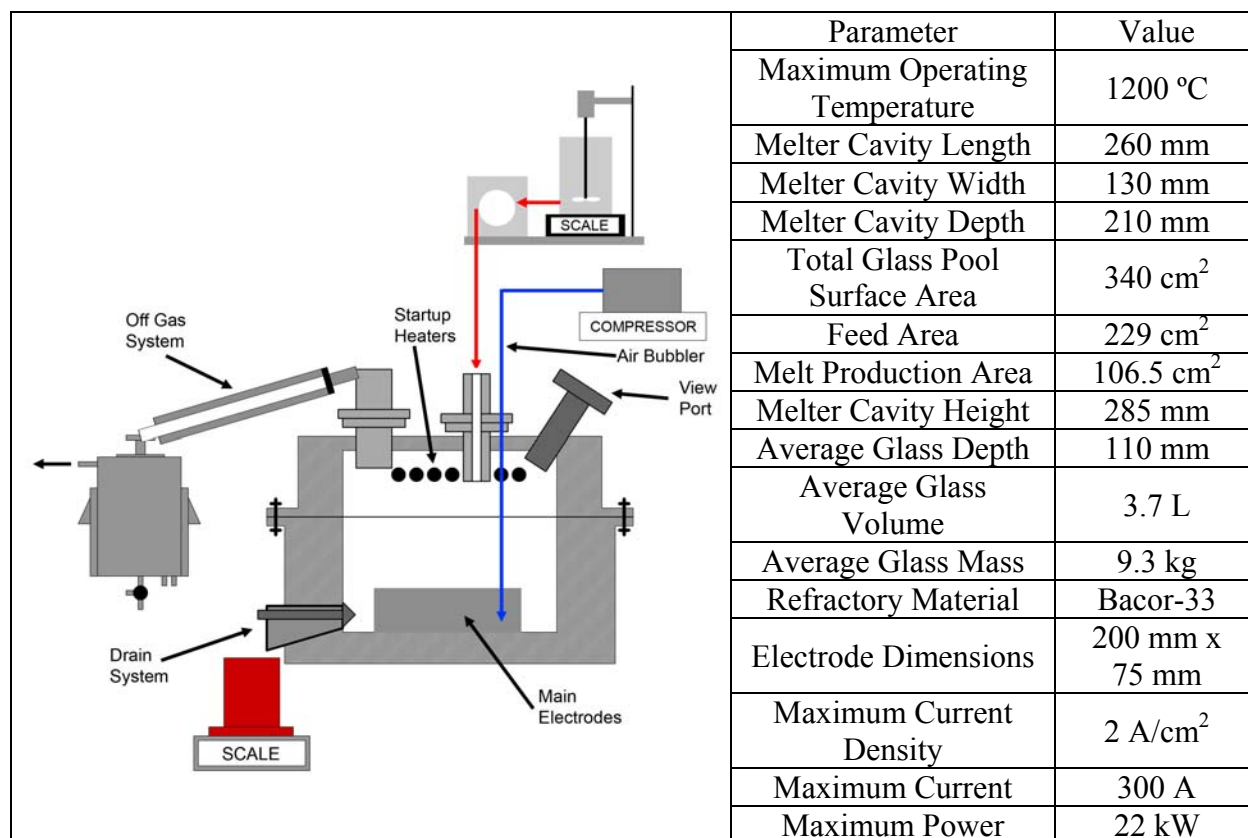 SCALE
COMPRESSOR
Startup
Heaters
Off Gas
System
Air Bubbler
View
Port
Drain
System
Main
Electrodes
SCALE
Parameter Value
Maximum Operating
Temperature
1200 ºC
Melter Cavity Length 260 mm
Melter Cavity Width 130 mm
Melter Cavity Depth 210 mm
Total Glass Pool
Surface Area
340 cm²
Feed Area 229 cm²
Melt Production Area 106.5 cm²
Melter Cavity Height 285 mm
Average Glass Depth 110 mm
Average Glass
Volume
3.7 L
Average Glass Mass 9.3 kg
Refractory Material Bacor-33
Electrode Dimensions
200 mm x
75 mm
Maximum Current
Density
2 A/cm²
Maximum Current 300 A
Maximum Power 22 kW